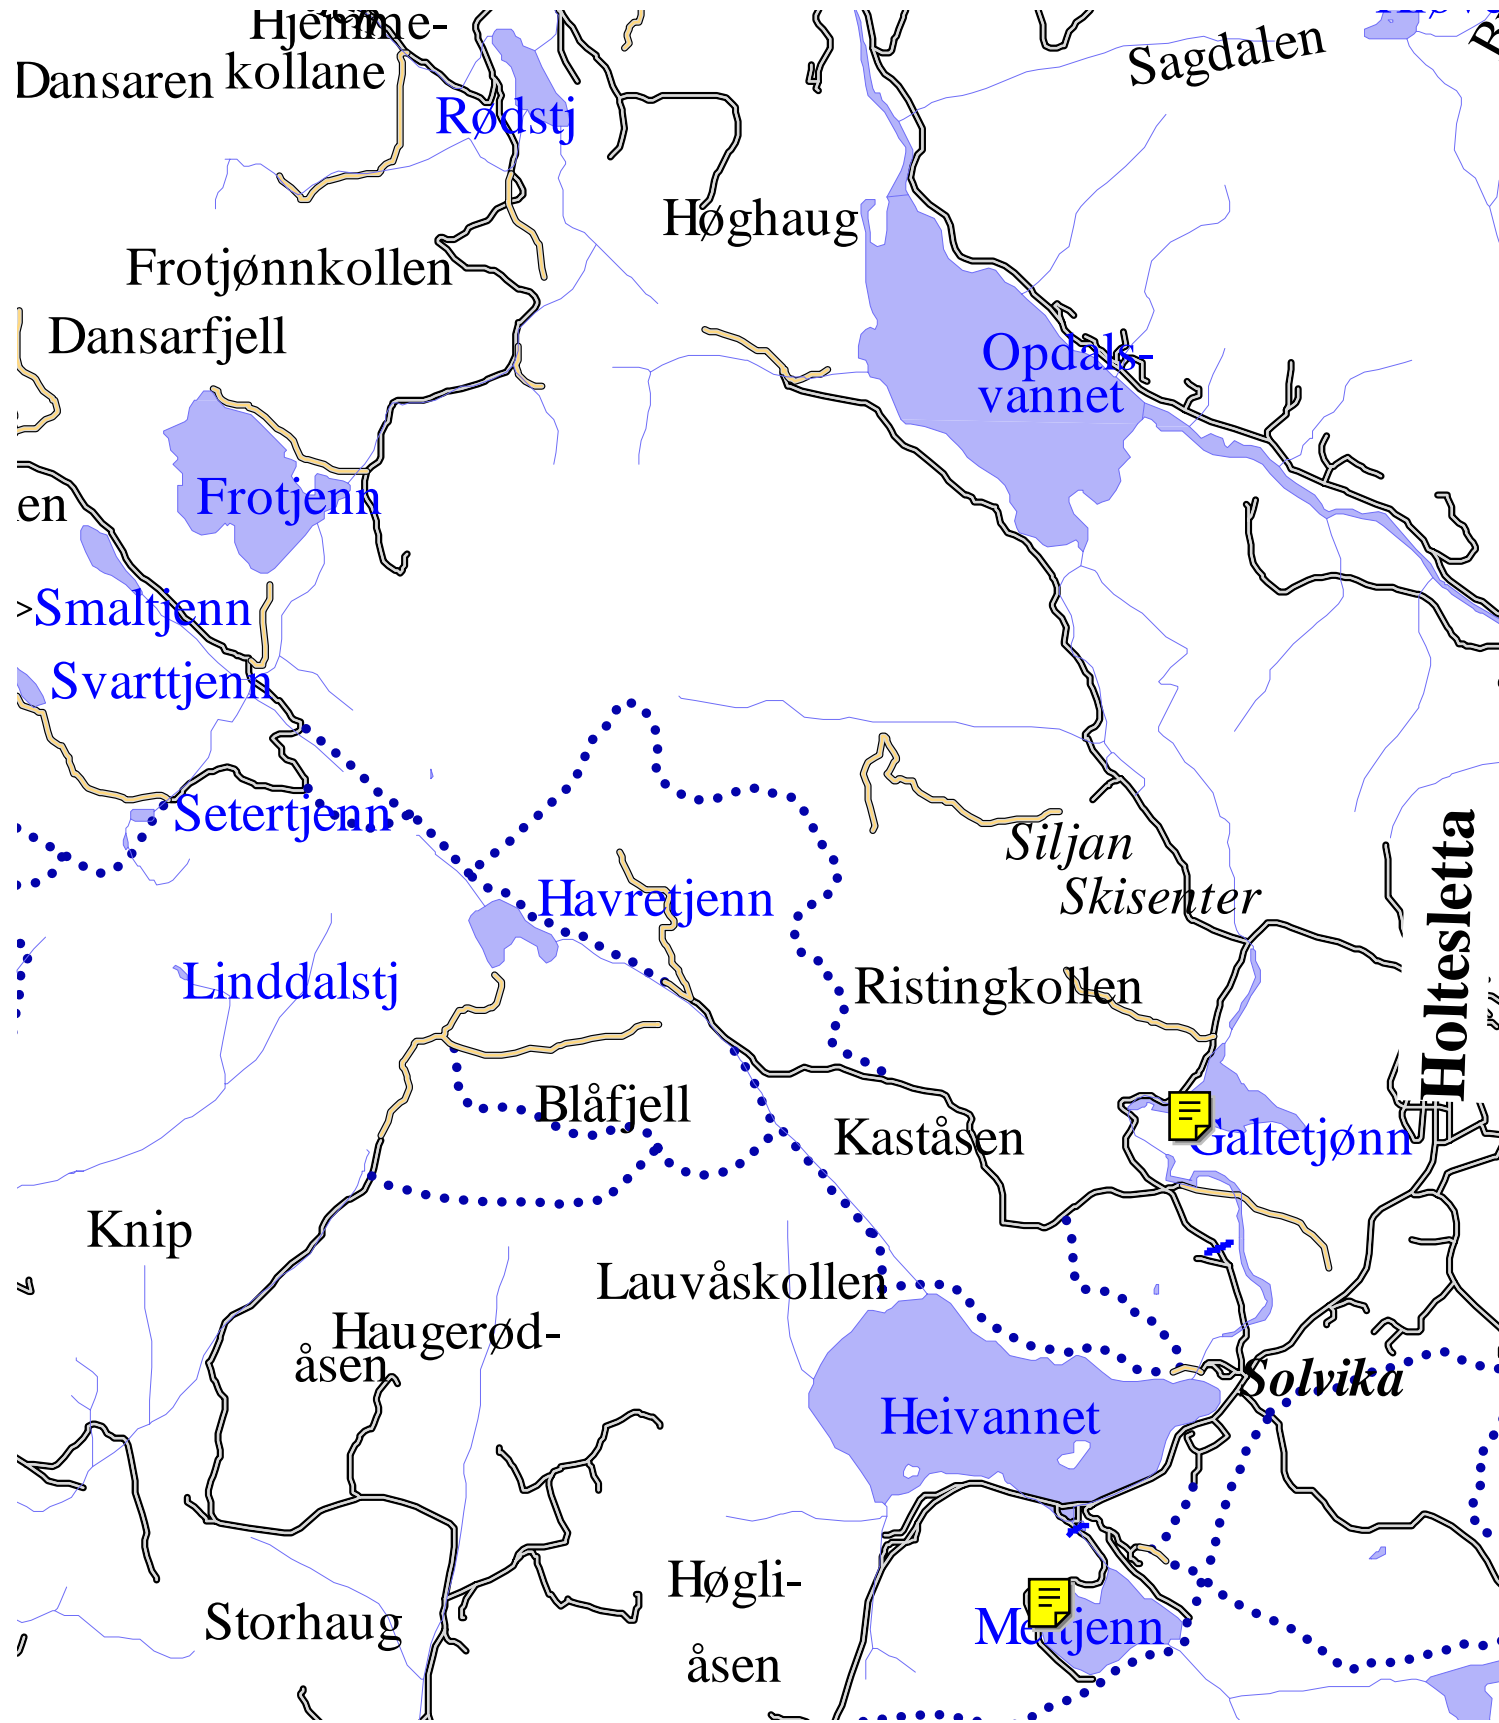 Hjemme-
kollane
Dansaren
Sagdalen
Rødstj
Høghaug
Frotjønnkollen
Dansarfjell
Opdals-
vannet
Frotjenn
en
Smaltjenn
Svarttjenn
Setertjenn
Siljan
Skisenter
Havretjenn
Holtesletta
Linddalstj
Ristingkollen
Blåfjell
Kaståsen
Galtetjønn
Knip
Lauvåskollen
Haugerød-
åsen
Solvika
Heivannet
Høgli-
åsen
Storhaug